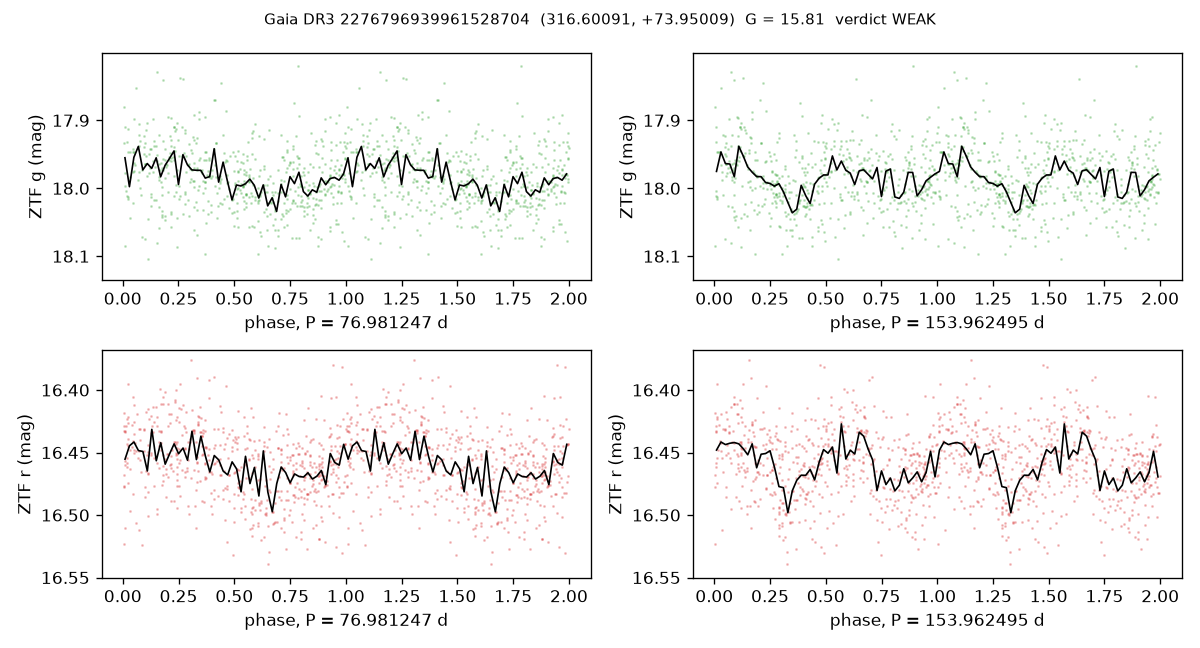 Gaia DR3 2276796939961528704  (316.60091, +73.95009)  G = 15.81  verdict WEAK
ZTF g (mag)
17.9
18.0
18.1
0.00 0.25 0.50 0.75 1.00 1.25 1.50 1.75 2.00
phase, P = 76.981247 d
ZTF g (mag)
17.9
18.0
18.1
0.00 0.25 0.50 0.75 1.00 1.25 1.50 1.75 2.00
phase, P = 153.962495 d
ZTF r (mag)
16.40
16.45
16.50
16.55
0.00 0.25 0.50 0.75 1.00 1.25 1.50 1.75 2.00
phase, P = 76.981247 d
ZTF r (mag)
16.40
16.45
16.50
16.55
0.00 0.25 0.50 0.75 1.00 1.25 1.50 1.75 2.00
phase, P = 153.962495 d